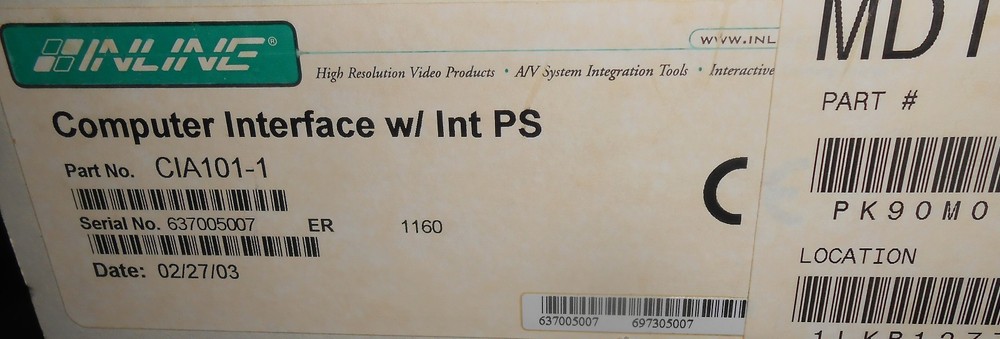 INLINE®
WWW.INL
High Resolution Video Products • A/V System Integration Tools • Interactive
Computer Interface w/ Int PS
Part No. CIA101-1
Serial No. 637005007 ER 1160
Date: 02/27/03
637005007 697305007
CE
PART #
PK90M0
LOCATION